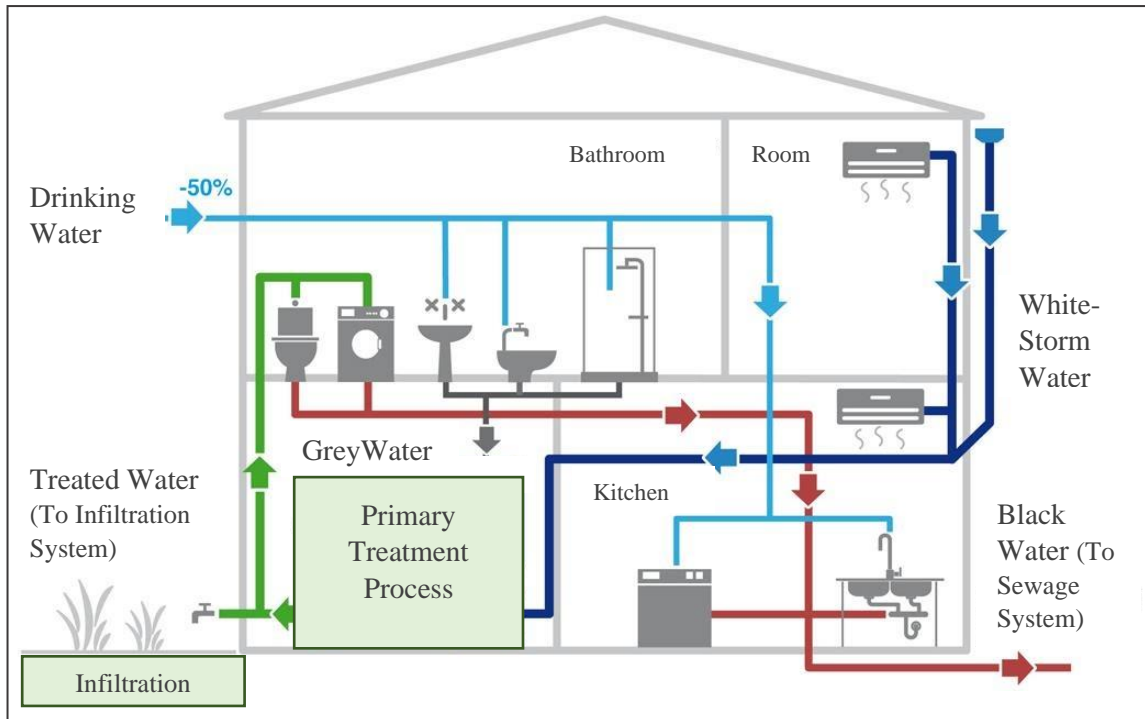 Bathroom
Room
-50%
Drinking
Water
White-
Storm
Water
GreyWater
Treated Water
(To Infiltration
System)
Primary
Treatment
Process
Kitchen
Black
Water (To
Sewage
System)
Infiltration